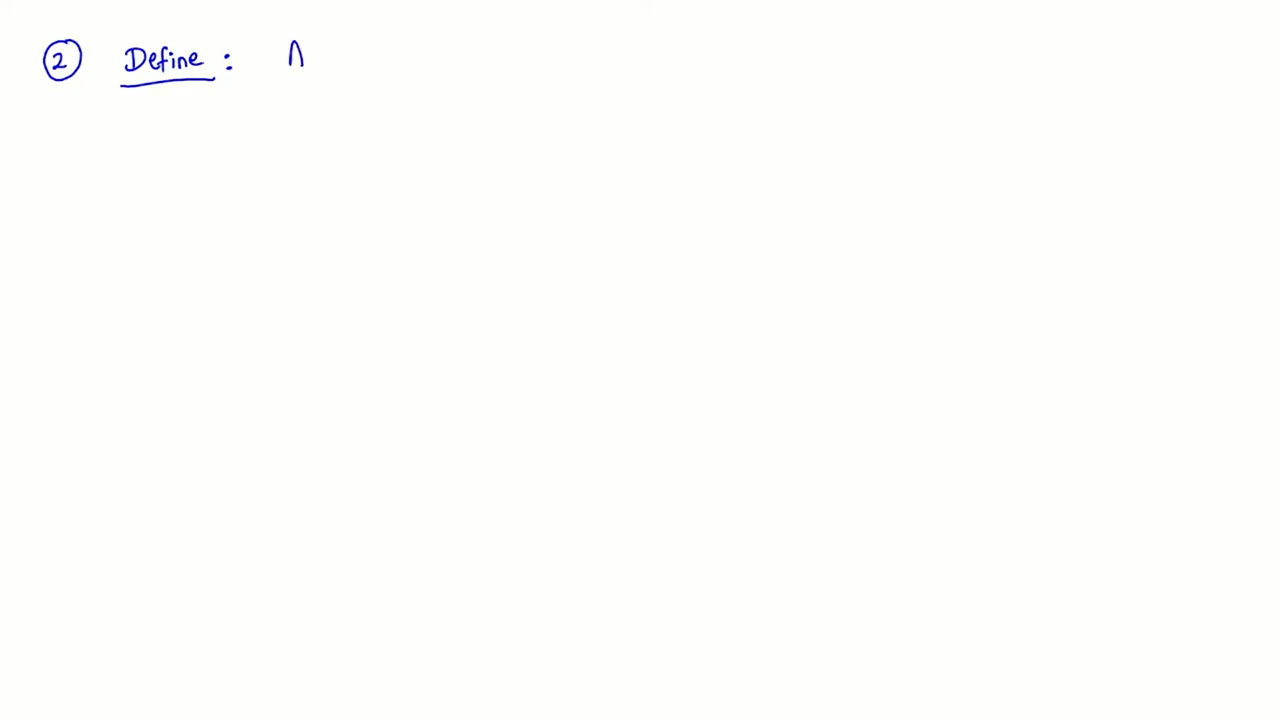 ② Define :